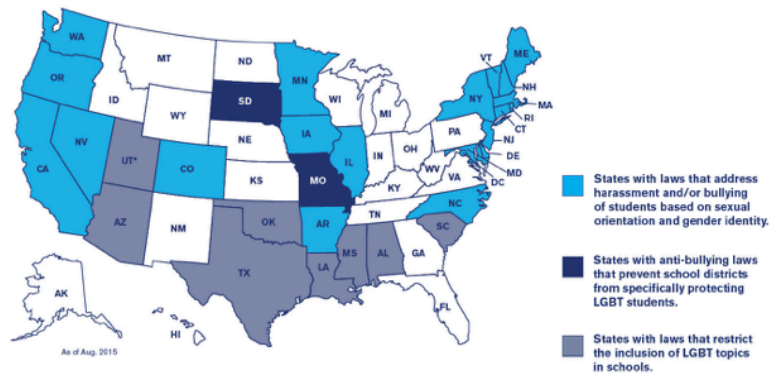 WA
MT
ND
ME
VT
OR
MN
NH
ID
SD
WI
NY
MA
WY
MI
RI
CT
IA
PA
NJ
NV
NE
OH
DE
UT*
IL
IN
MD
CA
CO
WV
VA
DC
KS
MO
KY
NC
TN
AZ
OK
NM
AR
SC
MS
AL
GA
TX
LA
AK
FL
HI
As of Aug. 2015
States with laws that address
harassment and/or bullying
of students based on sexual
orientation and gender identity.
States with anti-bullying laws
that prevent school districts
from specifically protecting
LGBT students.
States with laws that restrict
the inclusion of LGBT topics
in schools.